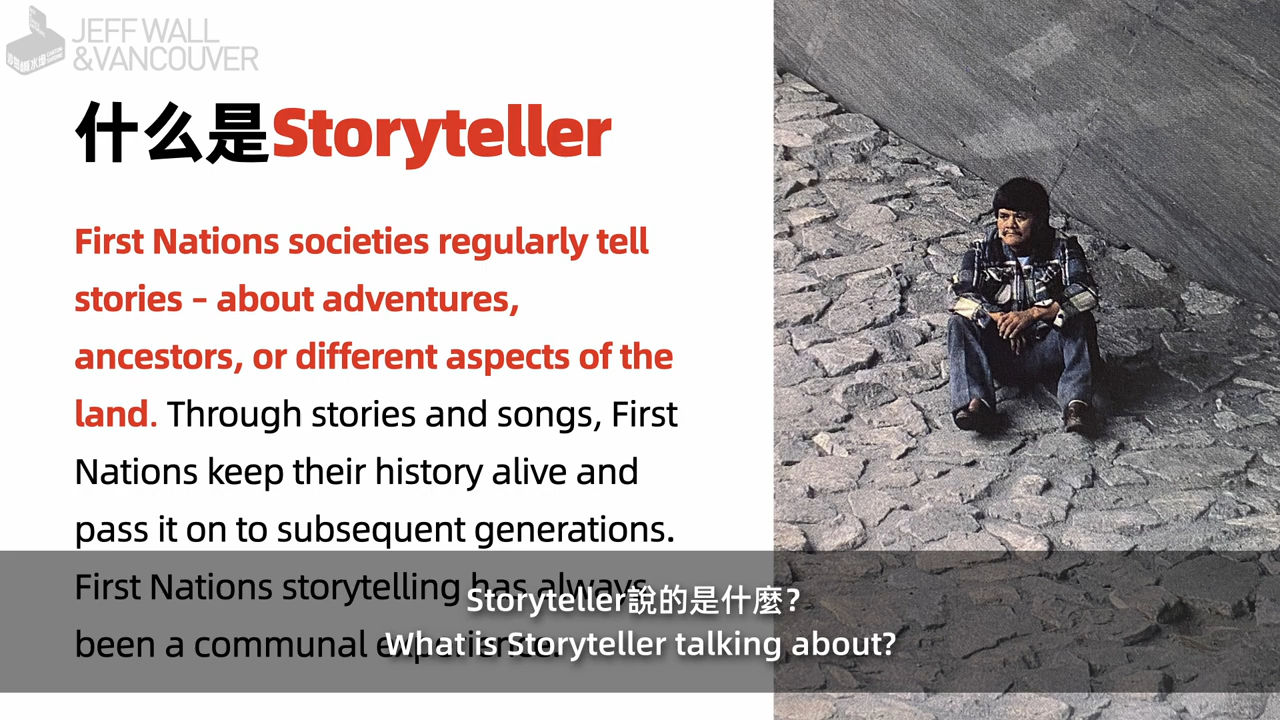 JEFF WALL
&VANCOUVER
什么是Storyteller
First Nations societies regularly tell
stories – about adventures,
ancestors, or different aspects of the
land. Through stories and songs, First
Nations keep their history alive and
pass it on to subsequent generations.
First Nations storytelling has always
been a communal experience.
Storyteller說的是什麼?
What is Storyteller talking about?